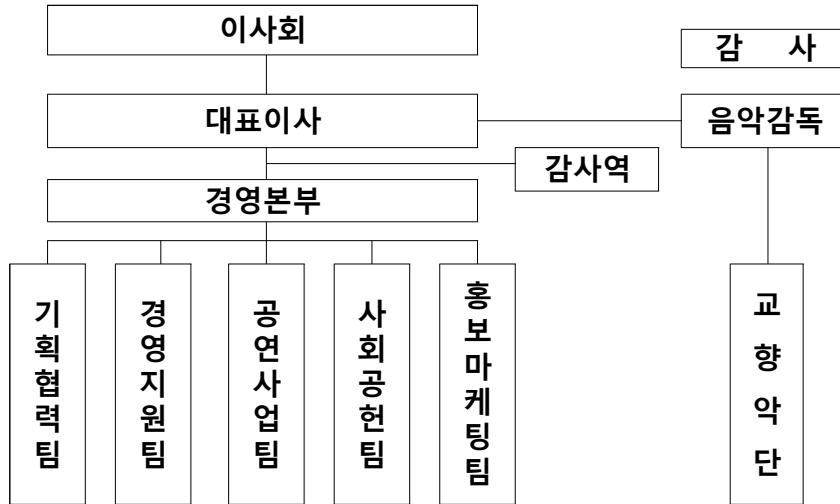 이사회
감 사
대표이사
음악감독
감사역
경영본부
기획협력팀
경영지원팀
공연사업팀
사회공헌팀
홍보마케팅팀
교향악단